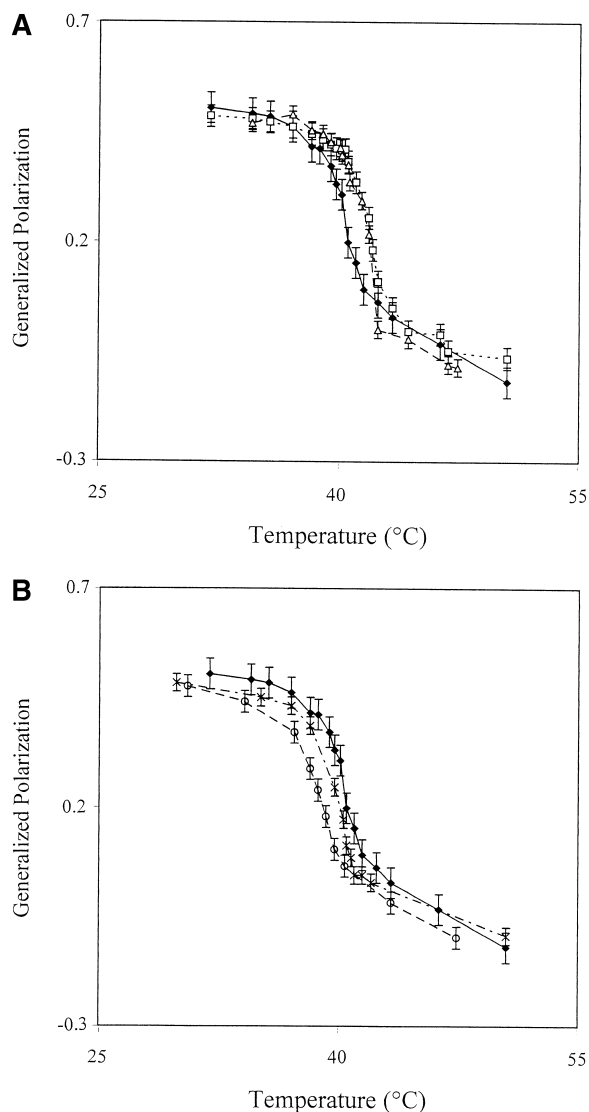 A
0.7
Generalized Polarization
0.2
-0.3
25
40
55
Temperature (°C)
B
0.7
Generalized Polarization
0.2
-0.3
25
40
55
Temperature (°C)